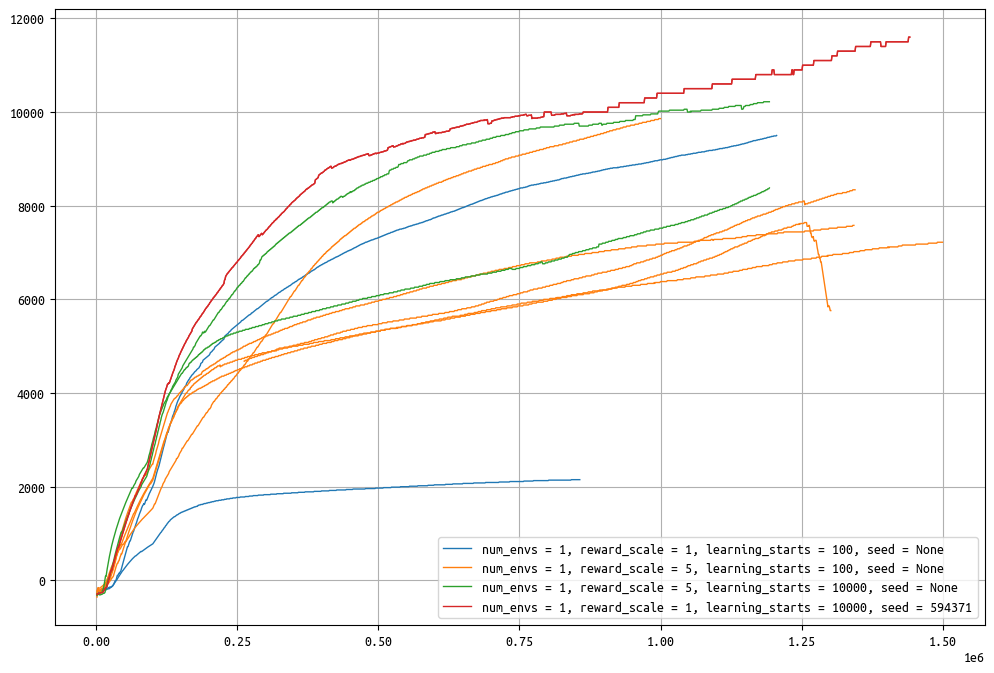 12000
10000
8000
6000
4000
2000
0
num_envs = 1, reward_scale = 1, learning_starts = 100, seed = None
num_envs = 1, reward_scale = 5, learning_starts = 100, seed = None
num_envs = 1, reward_scale = 5, learning_starts = 10000, seed = None
num_envs = 1, reward_scale = 1, learning_starts = 10000, seed = 594371
0.00 0.25 0.50 0.75 1.00 1.25 1.50
1e6